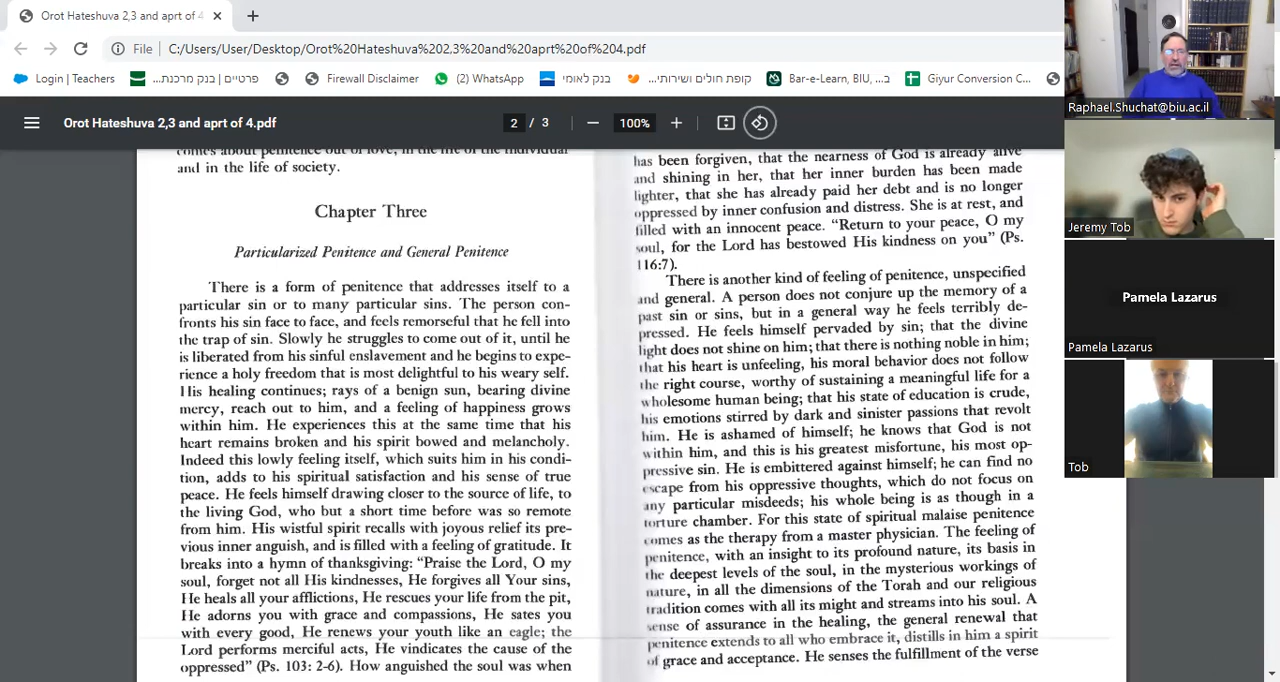 Orot Hateshuva 2,3 and aprt of 4
File
C:/Users/User/Desktop/Orot%20Hateshuva%202,3%20and%20aprt%20of%204.pdf
Login | Teachers
פרטיים | בנק מרכנת...
Firewall Disclaimer
(2) WhatsApp
בנק לאומי
קופת חולים ושירותי...
Bar-e-Learn, BIU, ...ב
Giyur Conversion C...
Orot Hateshuva 2,3 and aprt of 4.pdf
2 / 3
100%
comes about penitence out of love, in the life of the individual
and in the life of society.
Chapter Three
Particularized Penitence and General Penitence
There is a form of penitence that addresses itself to a
particular sin or to many particular sins. The person con-
fronts his sin face to face, and feels remorseful that he fell into
the trap of sin. Slowly he struggles to come out of it, until he
is liberated from his sinful enslavement and he begins to expe-
rience a holy freedom that is most delightful to his weary self.
His healing continues; rays of a benign sun, bearing divine
mercy, reach out to him, and a feeling of happiness grows
within him. He experiences this at the same time that his
heart remains broken and his spirit bowed and melancholy.
Indeed this lowly feeling itself, which suits him in his condi-
tion, adds to his spiritual satisfaction and his sense of true
peace. He feels himself drawing closer to the source of life, to
the living God, who but a short time before was so remote
from him. His wistful spirit recalls with joyous relief its pre-
vious inner anguish, and is filled with a feeling of gratitude. It
breaks into a hymn of thanksgiving: “Praise the Lord, O my
soul, forget not all His kindnesses, He forgives all Your sins,
He heals all your afflictions, He rescues your life from the pit,
He adorns you with grace and compassions, He sates you
with every good, He renews your youth like an eagle; the
Lord performs merciful acts, He vindicates the cause of the
oppressed” (Ps. 103: 2-6). How anguished the soul was when
has been forgiven, that the nearness of God is already alive
and shining in her, that her inner burden has been made
lighter, that she has already paid her debt and is no longer
oppressed by inner confusion and distress. She is at rest, and
filled with an innocent peace. “Return to your peace, O my
soul, for the Lord has bestowed His kindness on you” (Ps.
116:7).
There is another kind of feeling of penitence, unspecified
and general. A person does not conjure up the memory of a
past sin or sins, but in a general way he feels terribly de-
pressed. He feels himself pervaded by sin; that the divine
light does not shine on him; that there is nothing noble in him;
that his heart is unfeeling, his moral behavior does not follow
the right course, worthy of sustaining a meaningful life for a
wholesome human being; that his state of education is crude,
his emotions stirred by dark and sinister passions that revolt
him. He is ashamed of himself; he knows that God is not
within him, and this is his greatest misfortune, his most op-
pressive sin. He is embittered against himself; he can find no
escape from his oppressive thoughts, which do not focus on
any particular misdeeds; his whole being is as though in a
torture chamber. For this state of spiritual malaise penitence
comes as the therapy from a master physician. The feeling of
penitence, with an insight to its profound nature, its basis in
the deepest levels of the soul, in the mysterious workings of
nature, in all the dimensions of the Torah and our religious
tradition comes with all its might and streams into his soul. A
sense of assurance in the healing, the general renewal that
penitence extends to all who embrace it, distills in him a spirit
of grace and acceptance. He senses the fulfillment of the verse
Raphael.Shuchat@biu.ac.il
Jeremy Tob
Pamela Lazarus
Pamela Lazarus
Tob